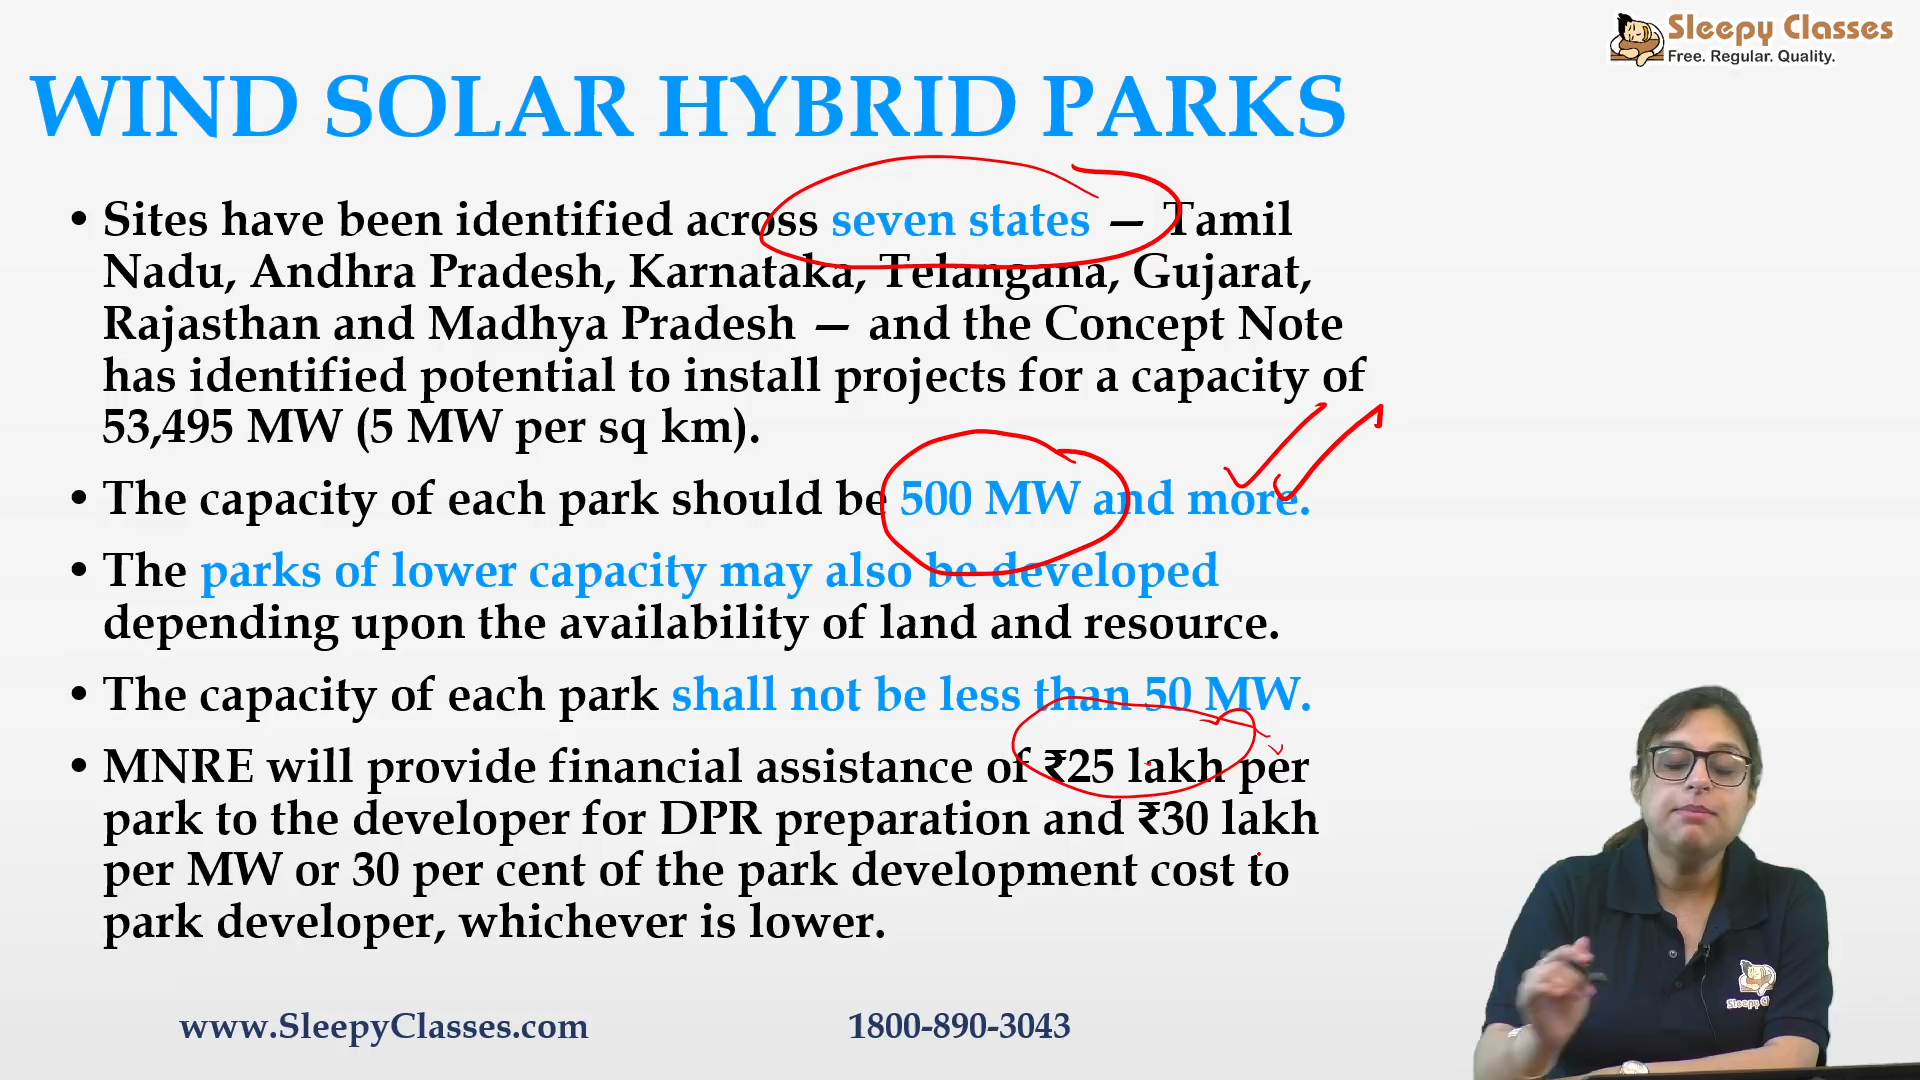 Sleepy Classes
Free. Regular. Quality.
WIND SOLAR HYBRID PARKS
• Sites have been identified across seven states — Tamil
Nadu, Andhra Pradesh, Karnataka, Telangana, Gujarat,
Rajasthan and Madhya Pradesh — and the Concept Note
has identified potential to install projects for a capacity of
53,495 MW (5 MW per sq km).
• The capacity of each park should be 500 MW and more.
• The parks of lower capacity may also be developed
depending upon the availability of land and resource.
• The capacity of each park shall not be less than 50 MW.
• MNRE will provide financial assistance of ₹25 lakh per
park to the developer for DPR preparation and ₹30 lakh
per MW or 30 per cent of the park development cost to
park developer, whichever is lower.
Sleepy Cl
www.SleepyClasses.com
1800-890-3043